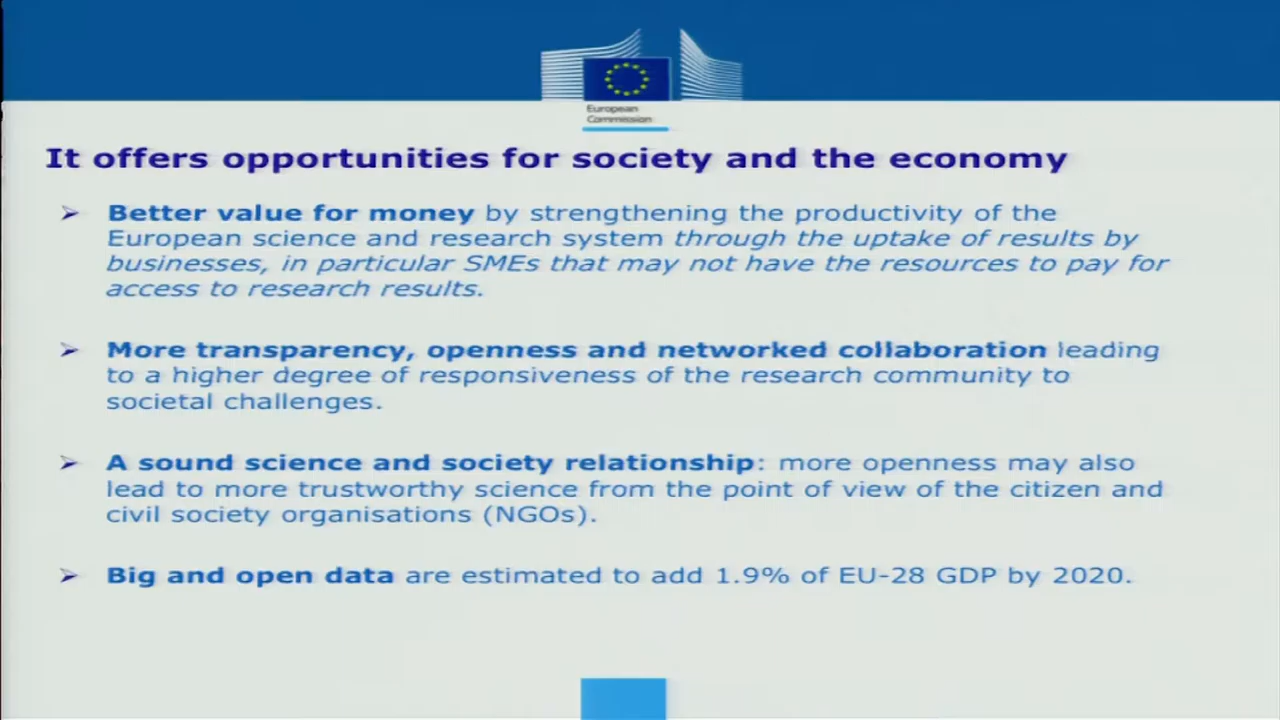 European
Commission
It offers opportunities for society and the economy
➢ Better value for money by strengthening the productivity of the
European science and research system through the uptake of results by
businesses, in particular SMEs that may not have the resources to pay for
access to research results.
➢ More transparency, openness and networked collaboration leading
to a higher degree of responsiveness of the research community to
societal challenges.
➢ A sound science and society relationship: more openness may also
lead to more trustworthy science from the point of view of the citizen and
civil society organisations (NGOs).
➢ Big and open data are estimated to add 1.9% of EU-28 GDP by 2020.